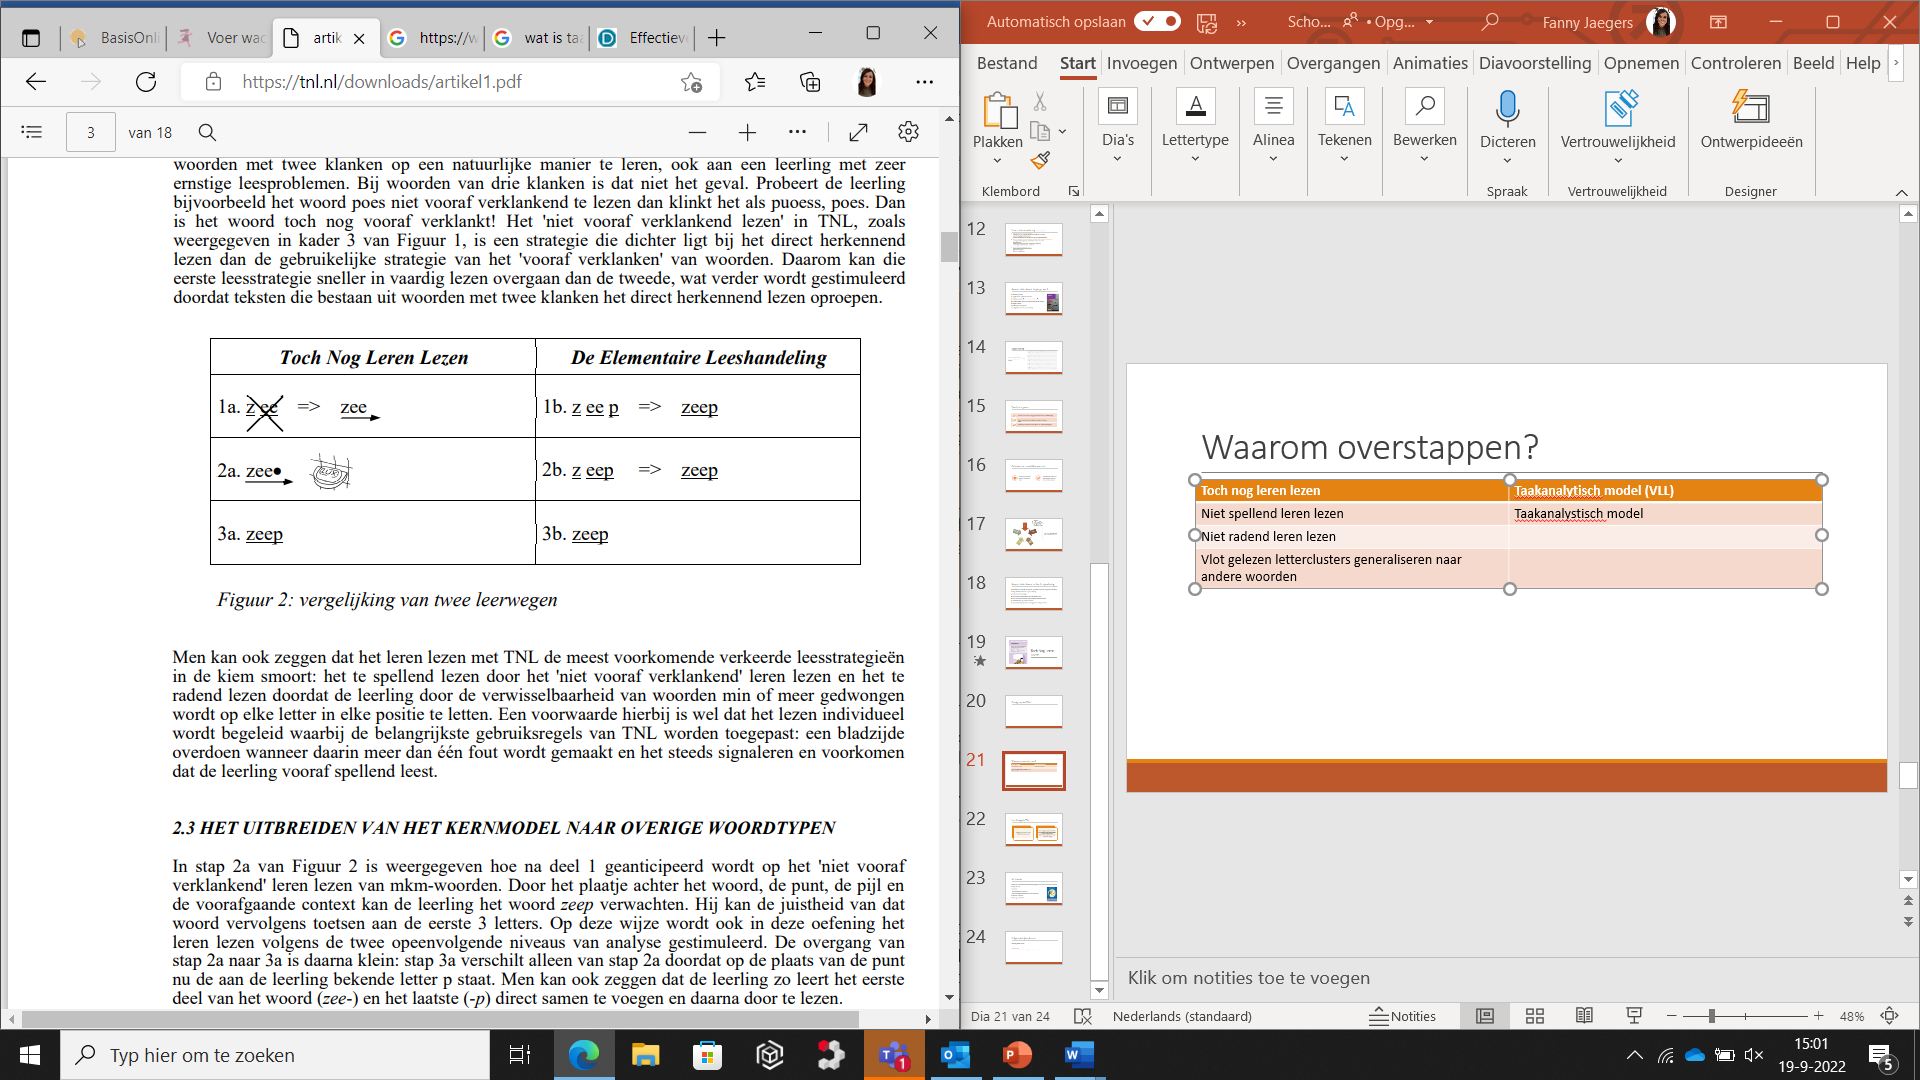 BasisOnli
Voer wac
artik
https://w
wat is taa
Effectieve
https://tnl.nl/downloads/artikel1.pdf
3 van 18
woorden met twee klanken op een natuurlijke manier te leren, ook aan een leerling met zeer
ernstige leesproblemen. Bij woorden van drie klanken is dat niet het geval. Probeert de leerling
bijvoorbeeld het woord poes niet vooraf verklankend te lezen dan klinkt het als puoess, poes. Dan
is het woord toch nog vooraf verklankt! Het 'niet vooraf verklankend lezen' in TNL, zoals
weergegeven in kader 3 van Figuur 1, is een strategie die dichter ligt bij het direct herkennend
lezen dan de gebruikelijke strategie van het 'vooraf verklanken' van woorden. Daarom kan die
eerste leesstrategie sneller in vaardig lezen overgaan dan de tweede, wat verder wordt gestimuleerd
doordat teksten die bestaan uit woorden met twee klanken het direct herkennend lezen oproepen.
Toch Nog Leren Lezen De Elementaire Leeshandeling
1a. z ee => zee 1b. z ee p => zeep
2a. zee• 2b. z eep => zeep
3a. zeep 3b. zeep
Figuur 2: vergelijking van twee leerwegen
Men kan ook zeggen dat het leren lezen met TNL de meest voorkomende verkeerde leesstrategieën
in de kiem smoort: het te spellend lezen door het 'niet vooraf verklankend' leren lezen en het te
radend lezen doordat de leerling door de verwisselbaarheid van woorden min of meer gedwongen
wordt op elke letter in elke positie te letten. Een voorwaarde hierbij is wel dat het lezen individueel
wordt begeleid waarbij de belangrijkste gebruiksregels van TNL worden toegepast: een bladzijde
overdoen wanneer daarin meer dan één fout wordt gemaakt en het steeds signaleren en voorkomen
dat de leerling vooraf spellend leest.
2.3 HET UITBREIDEN VAN HET KERNMODEL NAAR OVERIGE WOORDTYPEN
In stap 2a van Figuur 2 is weergegeven hoe na deel 1 geanticipeerd wordt op het 'niet vooraf
verklankend' leren lezen van mkm-woorden. Door het plaatje achter het woord, de punt, de pijl en
de voorafgaande context kan de leerling het woord zeep verwachten. Hij kan de juistheid van dat
woord vervolgens toetsen aan de eerste 3 letters. Op deze wijze wordt ook in deze oefening het
leren lezen volgens de twee opeenvolgende niveaus van analyse gestimuleerd. De overgang van
stap 2a naar 3a is daarna klein: stap 3a verschilt alleen van stap 2a doordat op de plaats van de punt
nu de aan de leerling bekende letter p staat. Men kan ook zeggen dat de leerling zo leert het eerste
deel van het woord (zee-) en het laatste (-p) direct samen te voegen en daarna door te lezen.
Automatisch opslaan
Scho... • Opg...
Fanny Jaegers
Bestand Start Invoegen Ontwerpen Overgangen Animaties Diavoorstelling Opnemen Controleren Beeld Help
Plakken
Dia's
Lettertype
Alinea
Tekenen
Bewerken
Dicteren
Vertrouwelijkheid
Ontwerpideeën
Klembord
Spraak
Vertrouwelijkheid
Designer
12
13
14
15
16
17
18
19
20
21
22
23
24
Waarom overstappen?
Toch nog leren lezen Taakanalytisch model (VLL)
Niet spellend leren lezen Taakanalystisch model
Niet radend leren lezen
Vlot gelezen letterclusters generaliseren naar
andere woorden
Klik om notities toe te voegen
Dia 21 van 24 Nederlands (standaard) Notities 48%
Typ hier om te zoeken
1
15:01
19-9-2022
5